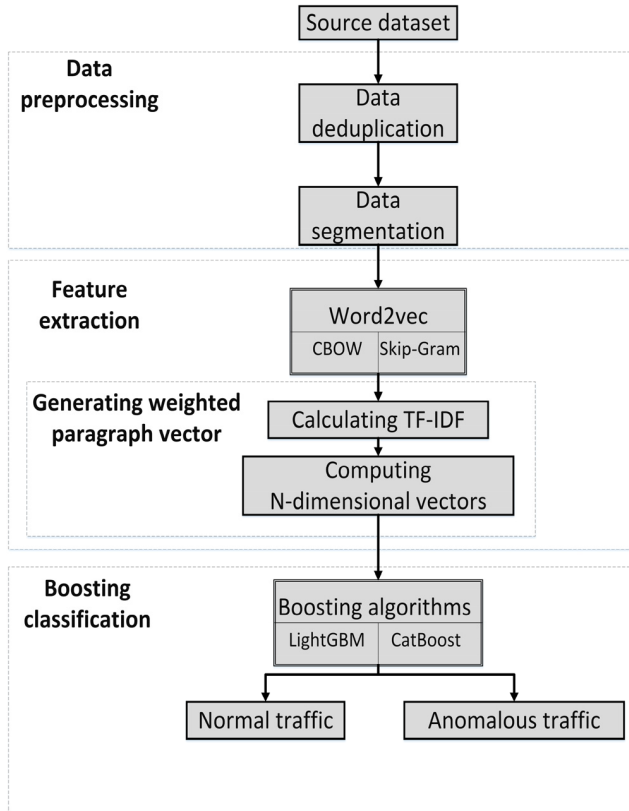 Source dataset
Data
preprocessing
Data
deduplication
Data
segmentation
Feature
extraction
Word2vec
CBOW
Skip-Gram
Generating weighted
paragraph vector
Calculating TF-IDF
Computing
N-dimensional vectors
Boosting
classification
Boosting algorithms
LightGBM
CatBoost
Normal traffic
Anomalous traffic